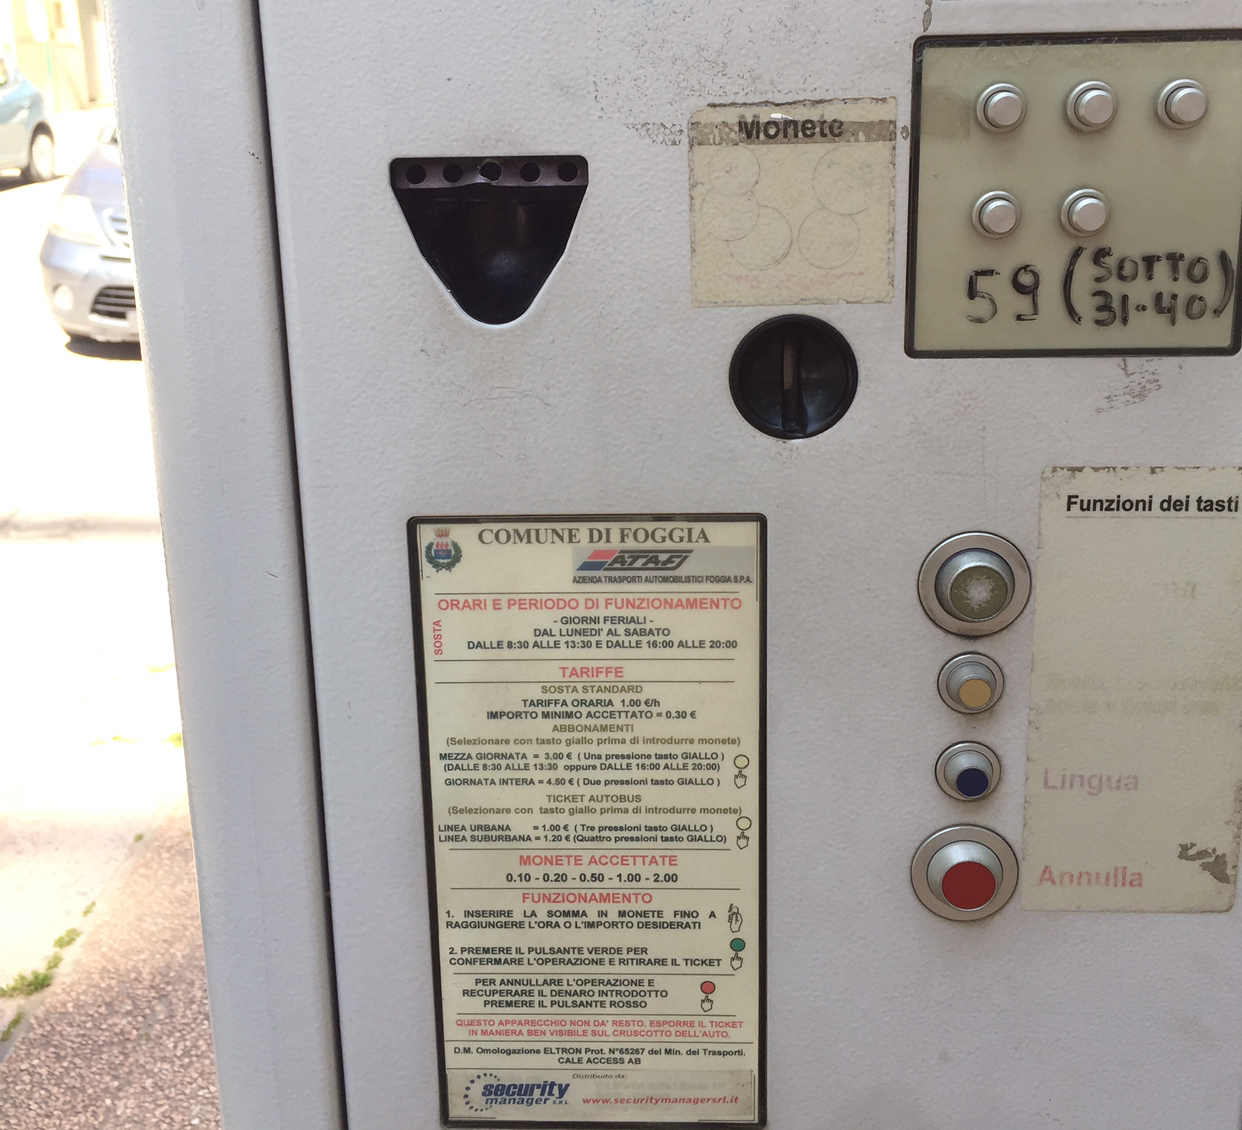 Monete
59 (SOTTO
31-40)
Funzioni dei tasti
Lingua
Annulla
COMUNE DI FOGGIA
ATAF
AZIENDA TRASPORTI AUTOMOBILISTICI FOGGIA S.P.A.
SOSTA
ORARI E PERIODO DI FUNZIONAMENTO
- GIORNI FERIALI -
DAL LUNEDI' AL SABATO
DALLE 8:30 ALLE 13:30 E DALLE 16:00 ALLE 20:00
TARIFFE
SOSTA STANDARD
TARIFFA ORARIA 1.00 €/h
IMPORTO MINIMO ACCETTATO = 0.30 €
ABBONAMENTI
(Selezionare con tasto giallo prima di introdurre monete)
MEZZA GIORNATA = 3.00 € ( Una pressione tasto GIALLO )
(DALLE 8:30 ALLE 13:30 oppure DALLE 16:00 ALLE 20:00)
GIORNATA INTERA = 4.50 € ( Due pressioni tasto GIALLO )
TICKET AUTOBUS
(Selezionare con tasto giallo prima di introdurre monete)
LINEA URBANA = 1.00 € ( Tre pressioni tasto GIALLO )
LINEA SUBURBANA = 1.20 € (Quattro pressioni tasto GIALLO)
MONETE ACCETTATE
0.10 - 0.20 - 0.50 - 1.00 - 2.00
FUNZIONAMENTO
1. INSERIRE LA SOMMA IN MONETE FINO A
RAGGIUNGERE L'ORA O L'IMPORTO DESIDERATI
2. PREMERE IL PULSANTE VERDE PER
CONFERMARE L'OPERAZIONE E RITIRARE IL TICKET
PER ANNULLARE L'OPERAZIONE E
RECUPERARE IL DENARO INTRODOTTO
PREMERE IL PULSANTE ROSSO
QUESTO APPARECCHIO NON DA' RESTO. ESPORRE IL TICKET
IN MANIERA BEN VISIBILE SUL CRUSCOTTO DELL'AUTO.
D.M. Omologazione ELTRON Prot. N°65267 del Min. dei Trasporti.
CALE ACCESS AB
Distribuito da:
security
manager S.R.L.
www.securitymanagersrl.it